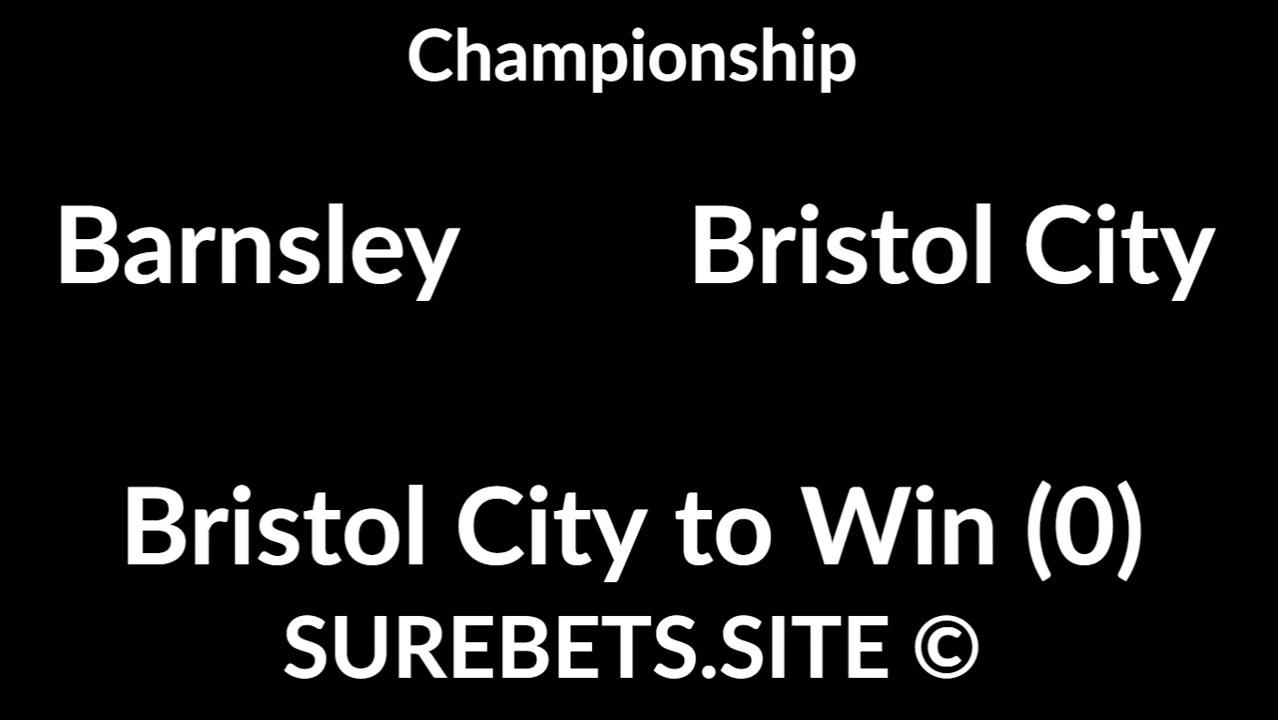 Championship
Barnsley Bristol City
Bristol City to Win (0)
SUREBETS.SITE ©